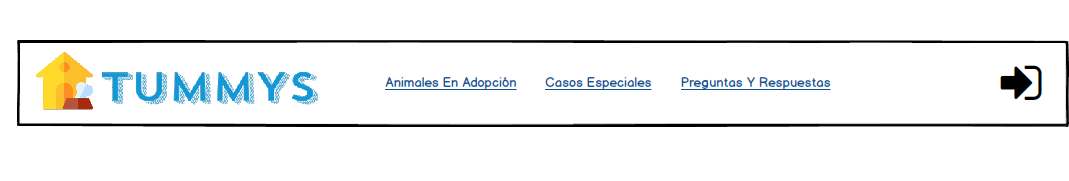 TUMMYS
Animales En Adopción Casos Especiales Preguntas Y Respuestas